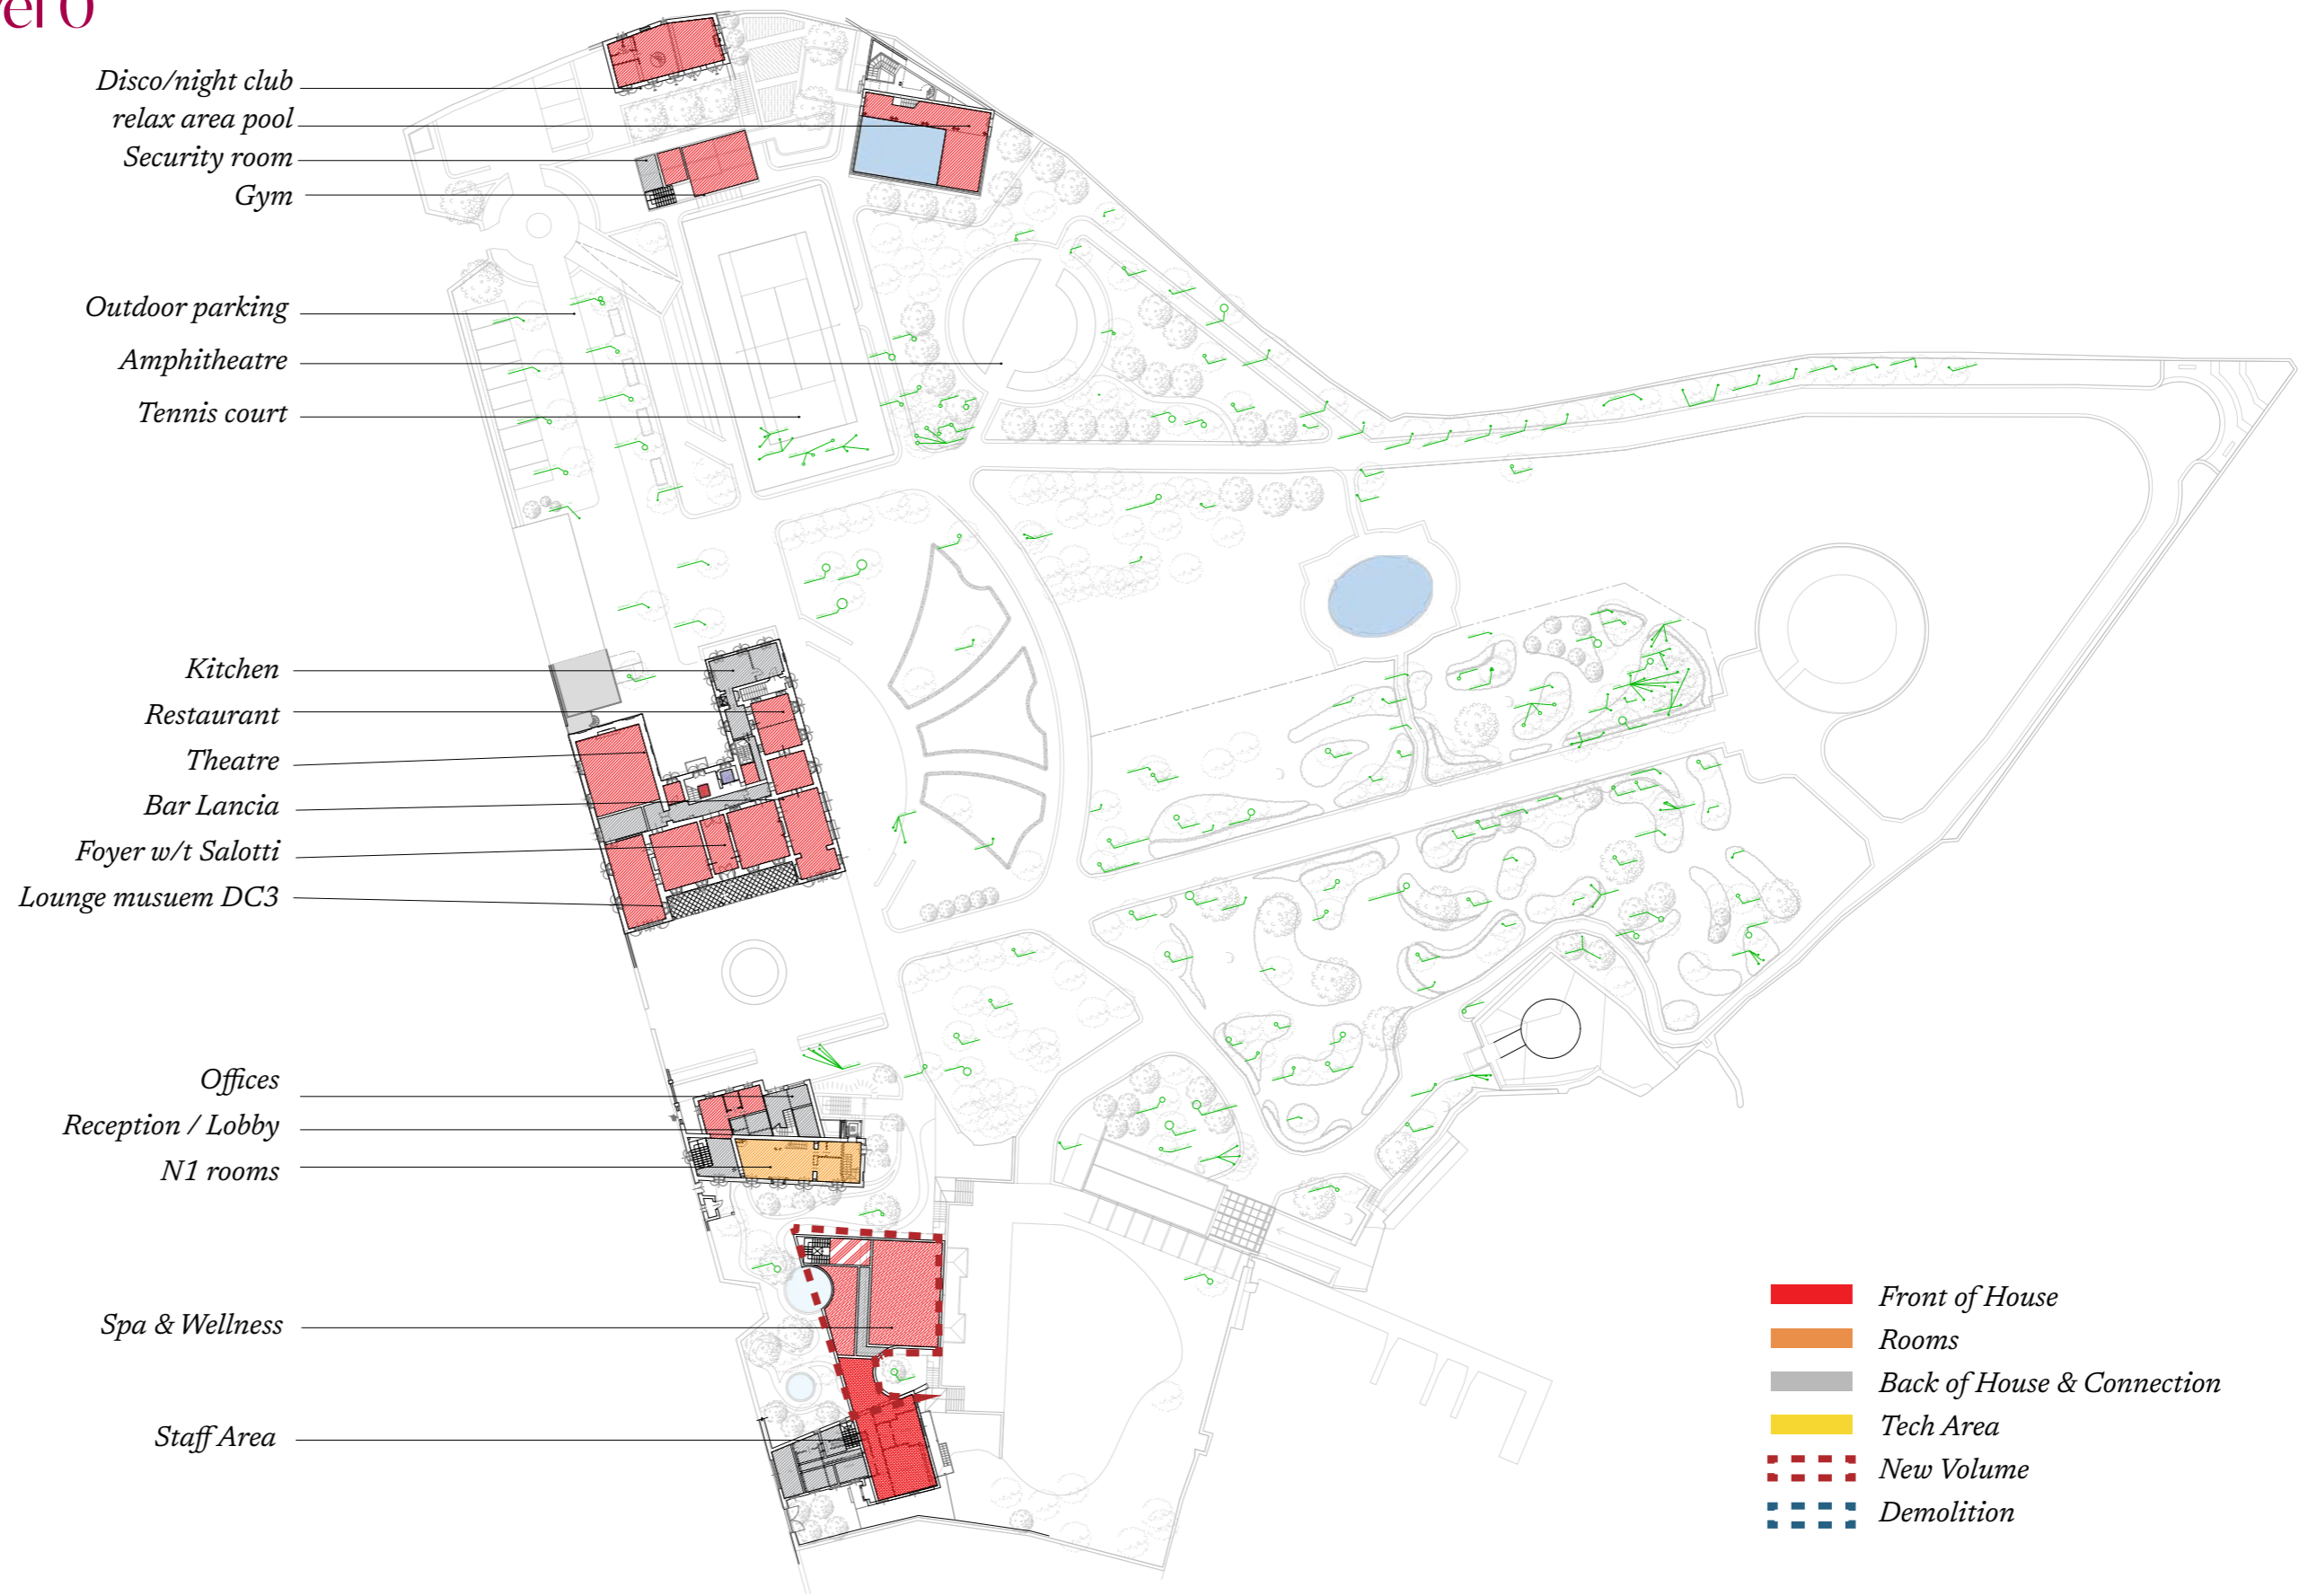 Disco/night club
relax area pool
Security room
Gym
Outdoor parking
Amphitheatre
Tennis court
Kitchen
Restaurant
Theatre
Bar Lancia
Foyer w/t Salotti
Lounge musuem DC3
Offices
Reception / Lobby
N1 rooms
Spa & Wellness
Staff Area
Front of House
Rooms
Back of House & Connection
Tech Area
New Volume
Demolition